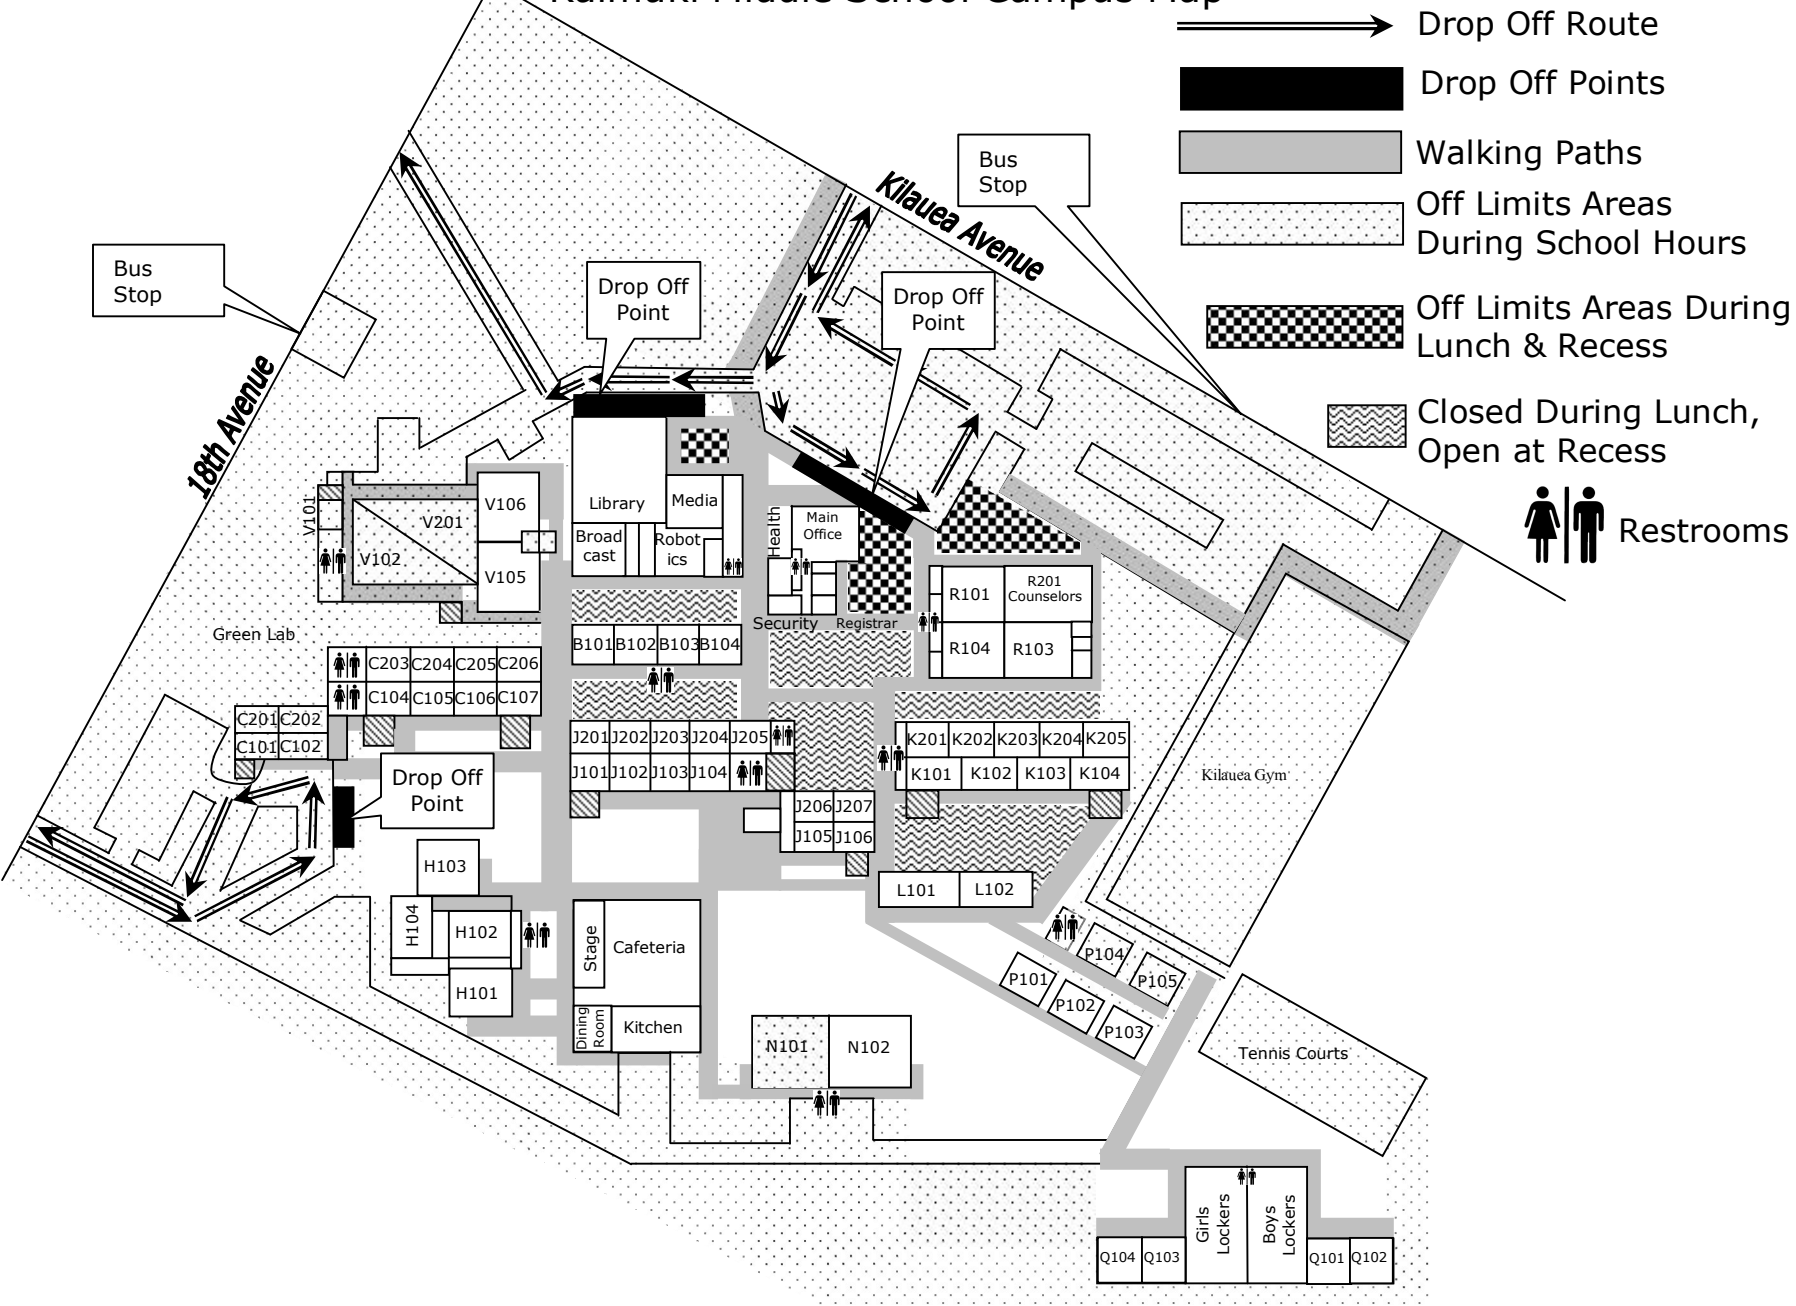 Kaimuki Middle School Campus Map
Drop Off Route
Drop Off Points
Walking Paths
Off Limits Areas
During School Hours
Off Limits Areas During
Lunch & Recess
Closed During Lunch,
Open at Recess
Restrooms
Kilauea Avenue
18th Avenue
Bus
Stop
Bus
Stop
Drop Off
Point
Drop Off
Point
Drop Off
Point
V101
V201
V102
V106
V105
Library
Media
Broad
cast
Robot
ics
Health
Main
Office
Security
Registrar
R101
R201
Counselors
R104
R103
Green Lab
B101
B102
B103
B104
C203
C204
C205
C206
C104
C105
C106
C107
C201
C202
C101
C102
J201
J202
J203
J204
J205
J101
J102
J103
J104
J206
J207
J105
J106
K201
K202
K203
K204
K205
K101
K102
K103
K104
L101
L102
Kilauea Gym
H103
H104
H102
H101
Stage
Cafeteria
Dining
Room
Kitchen
N101
N102
P104
P105
P101
P102
P103
Tennis Courts
Girls
Lockers
Boys
Lockers
Q104
Q103
Q101
Q102